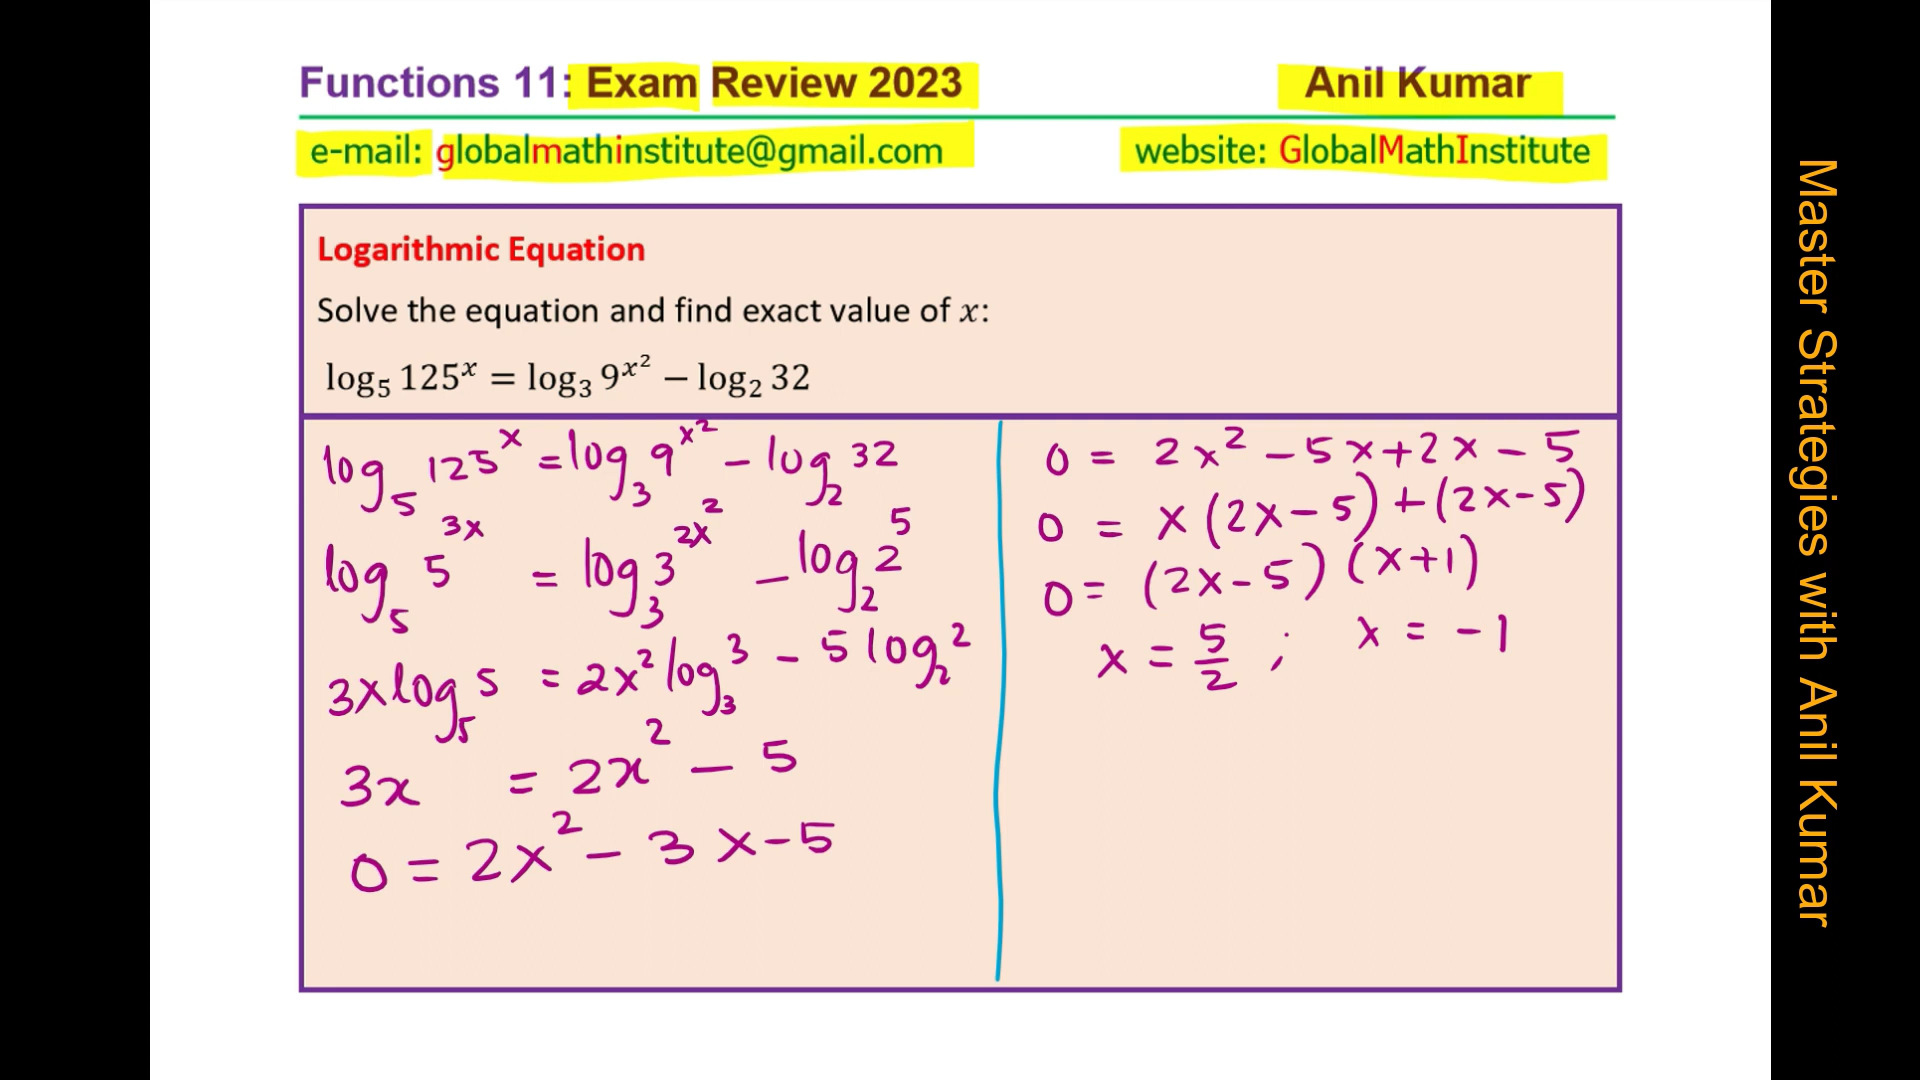 Functions 11: Exam Review 2023 Anil Kumar
e-mail: globalmathinstitute@gmail.com website: GlobalMathInstitute
Logarithmic Equation
Solve the equation and find exact value of x:
log₅ 125ˣ = log₃ 9^(x²) − log₂ 32
log₅ 125ˣ = log₃ 9^(x²) − log₂ 32
log₅ 5^(3x) = log₃ 3^(2x²) − log₂ 2⁵
3x log₅ 5 = 2x² log₃ 3 − 5 log₂ 2
3x = 2x² − 5
0 = 2x² − 3x − 5
0 = 2x² − 5x + 2x − 5
0 = x(2x − 5) + (2x − 5)
0 = (2x − 5)(x + 1)
x = 5/2 ; x = −1
Master Strategies with Anil Kumar